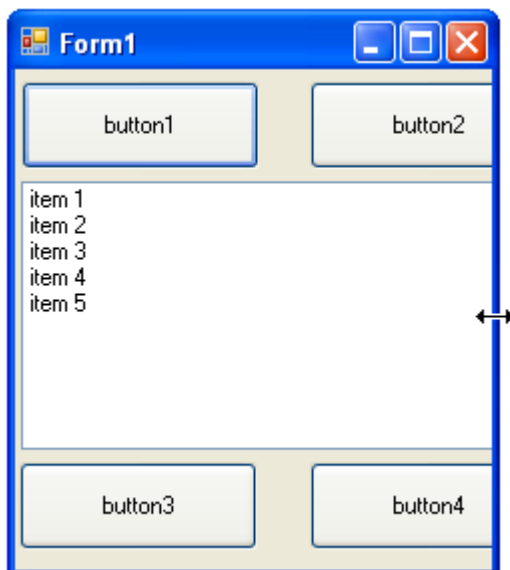 Form1
button1 button2
item 1
item 2
item 3
item 4
item 5
button3 button4